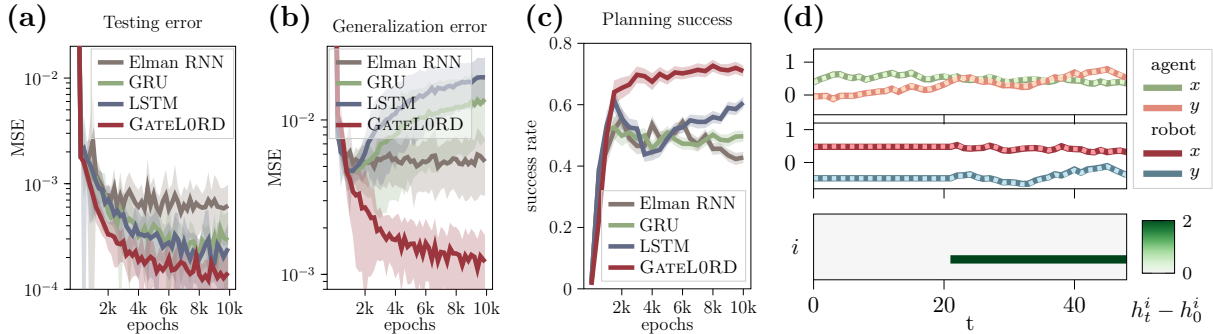 (a)
Testing error
MSE
10⁻²
10⁻³
10⁻⁴
Elman RNN
GRU
LSTM
GATEL0RD
2k 4k 6k 8k 10k
epochs
(b)
Generalization error
MSE
10⁻²
10⁻³
Elman RNN
GRU
LSTM
GATEL0RD
2k 4k 6k 8k 10k
epochs
(c)
Planning success
success rate
0.8
0.6
0.4
0.2
0
Elman RNN
GRU
LSTM
GATEL0RD
2k 4k 6k 8k 10k
epochs
(d)
1
0
1
0
i
0 20 40
t
agent
x
y
robot
x
y
2
0
hᵢₜ − hᵢ₀